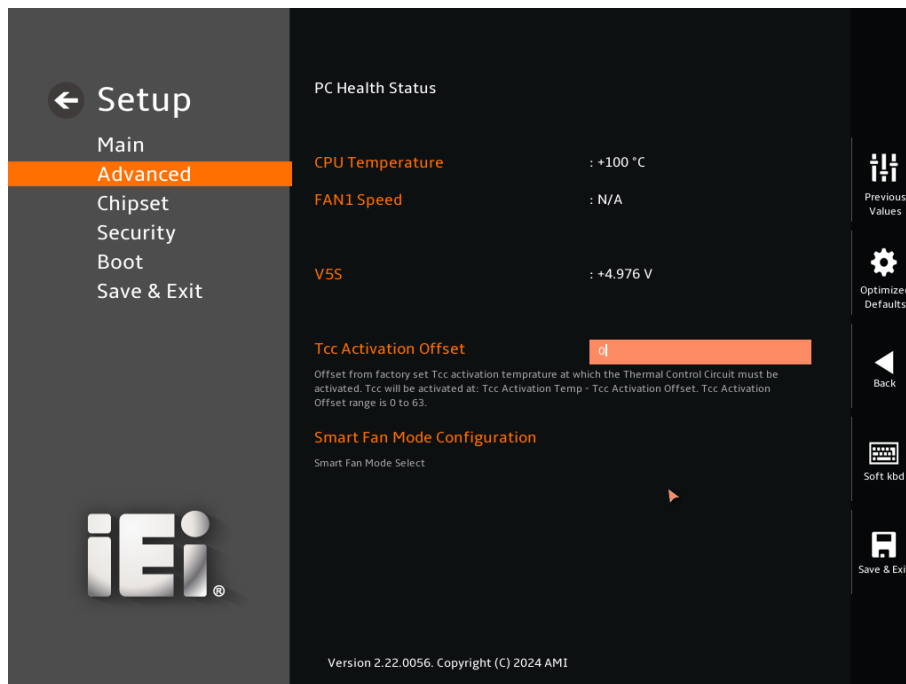 Setup
Main
Advanced
Chipset
Security
Boot
Save & Exit
iEi®
PC Health Status
CPU Temperature : +100 °C
FAN1 Speed : N/A
V5S : +4.976 V
Tcc Activation Offset 0
Offset from factory set Tcc activation temprature at which the Thermal Control Circuit must be
activated. Tcc will be activated at: Tcc Activation Temp - Tcc Activation Offset. Tcc Activation
Offset range is 0 to 63.
Smart Fan Mode Configuration
Smart Fan Mode Select
Version 2.22.0056. Copyright (C) 2024 AMI
Previous
Values
Optimized
Defaults
Back
Soft kbd
Save & Exi